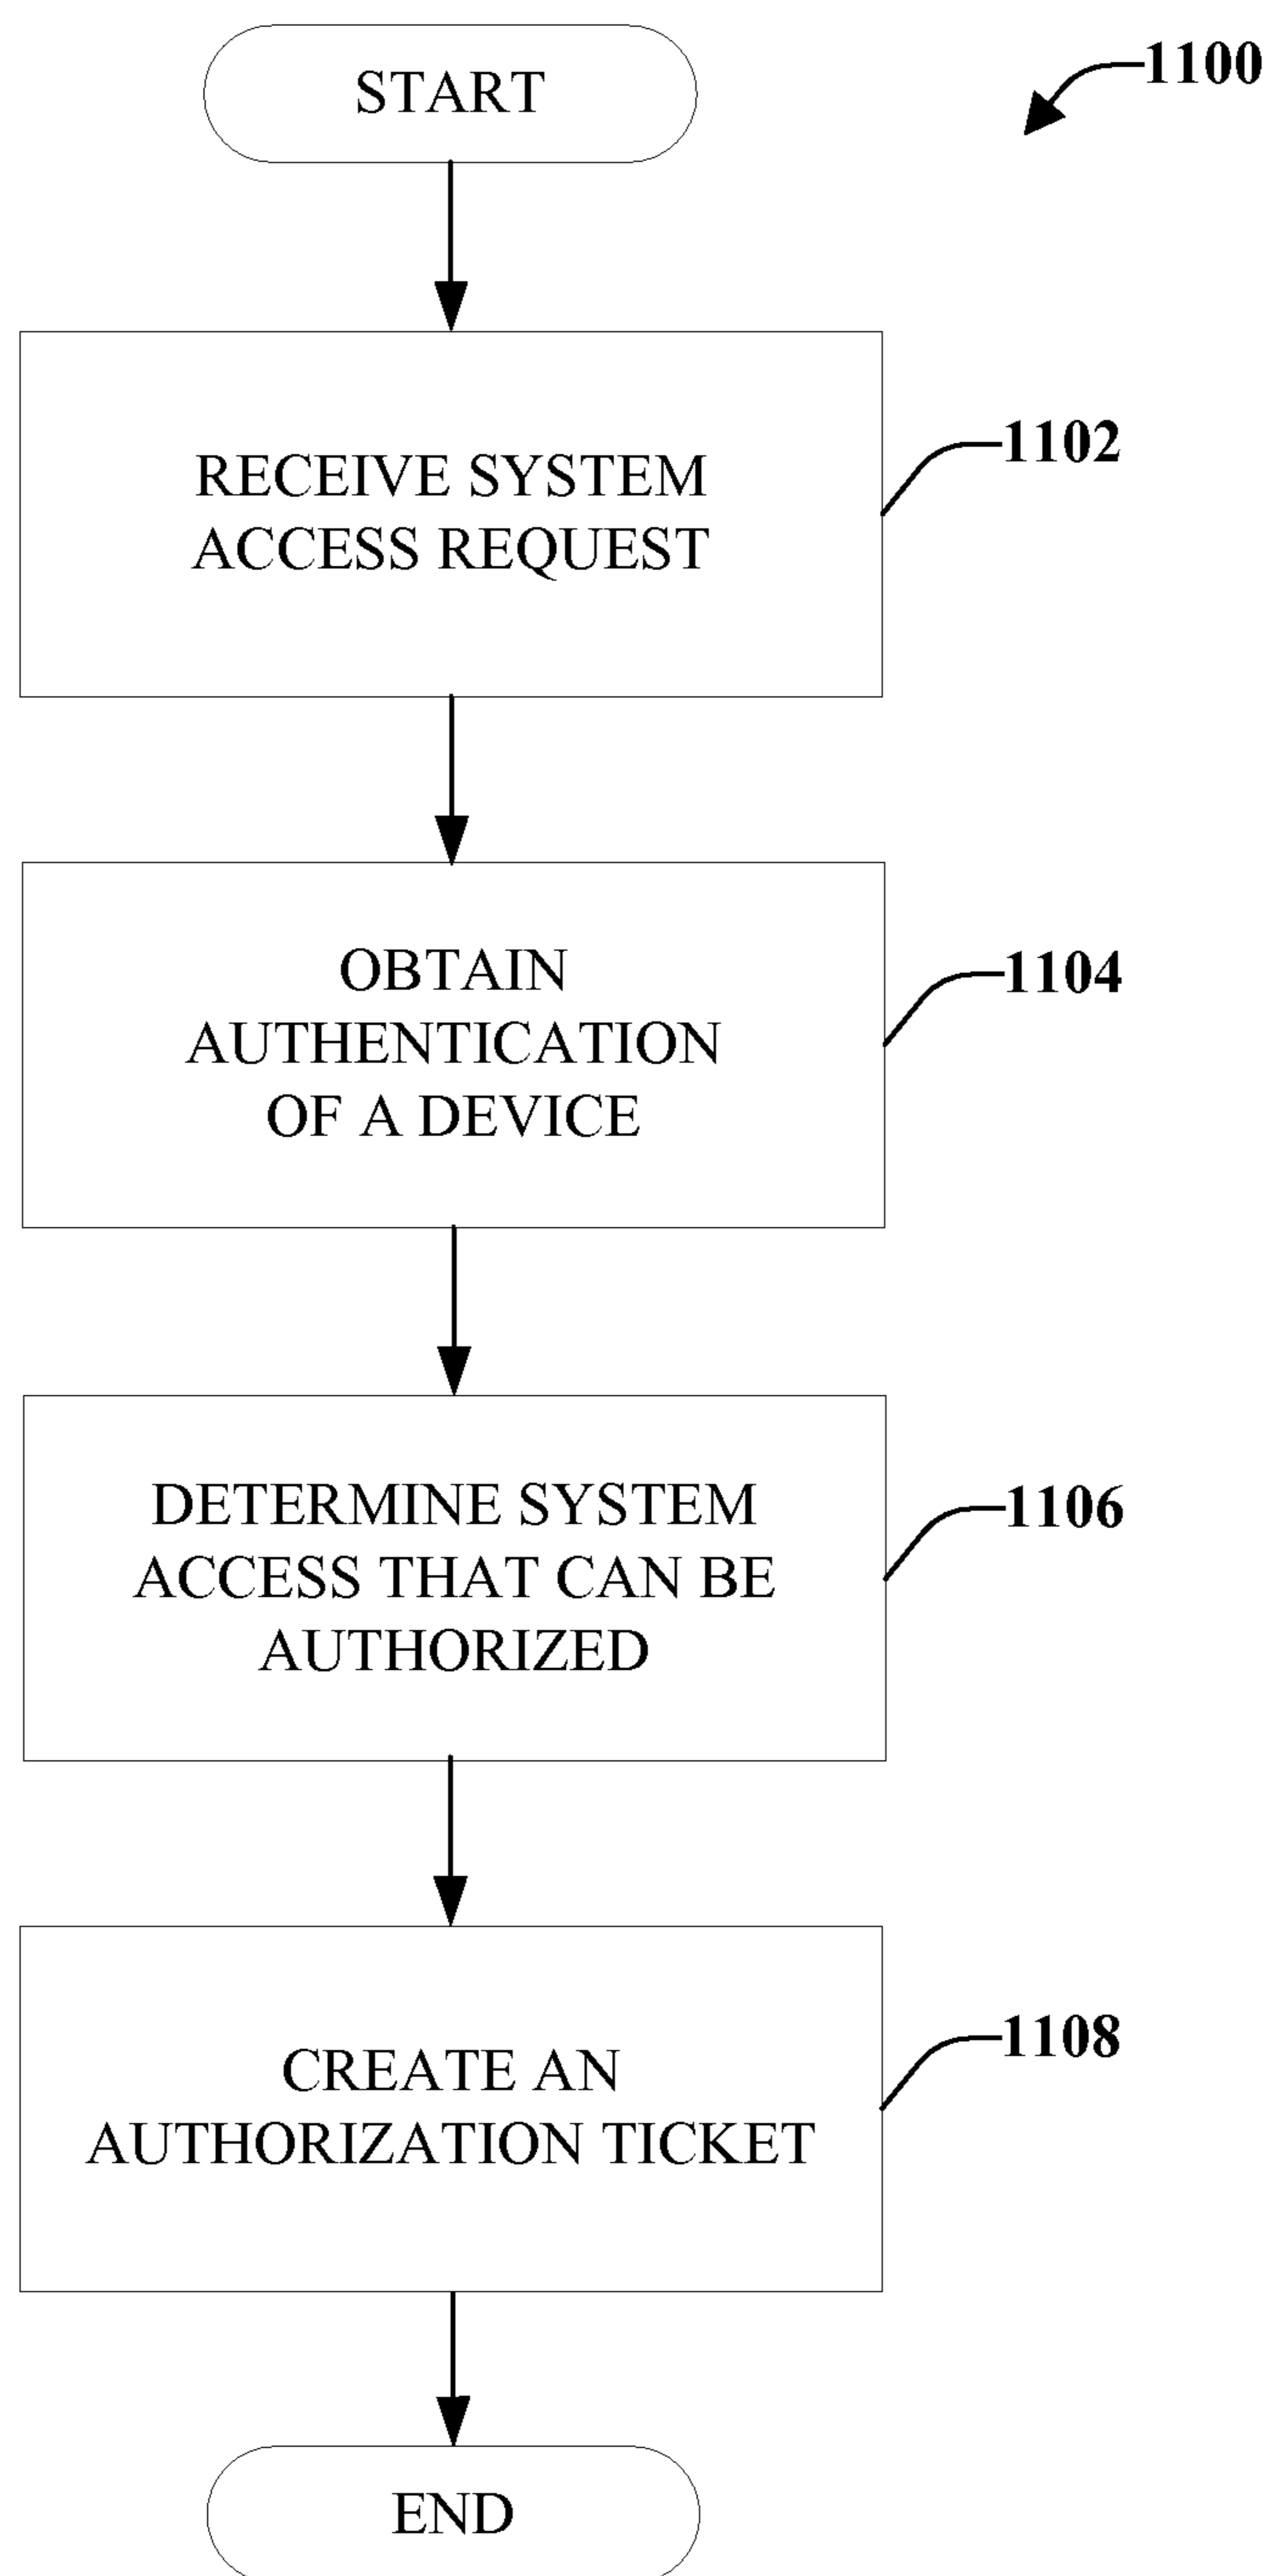 START
1100
RECEIVE SYSTEM
ACCESS REQUEST
1102
OBTAIN
AUTHENTICATION
OF A DEVICE
1104
DETERMINE SYSTEM
ACCESS THAT CAN BE
AUTHORIZED
1106
CREATE AN
AUTHORIZATION TICKET
1108
END